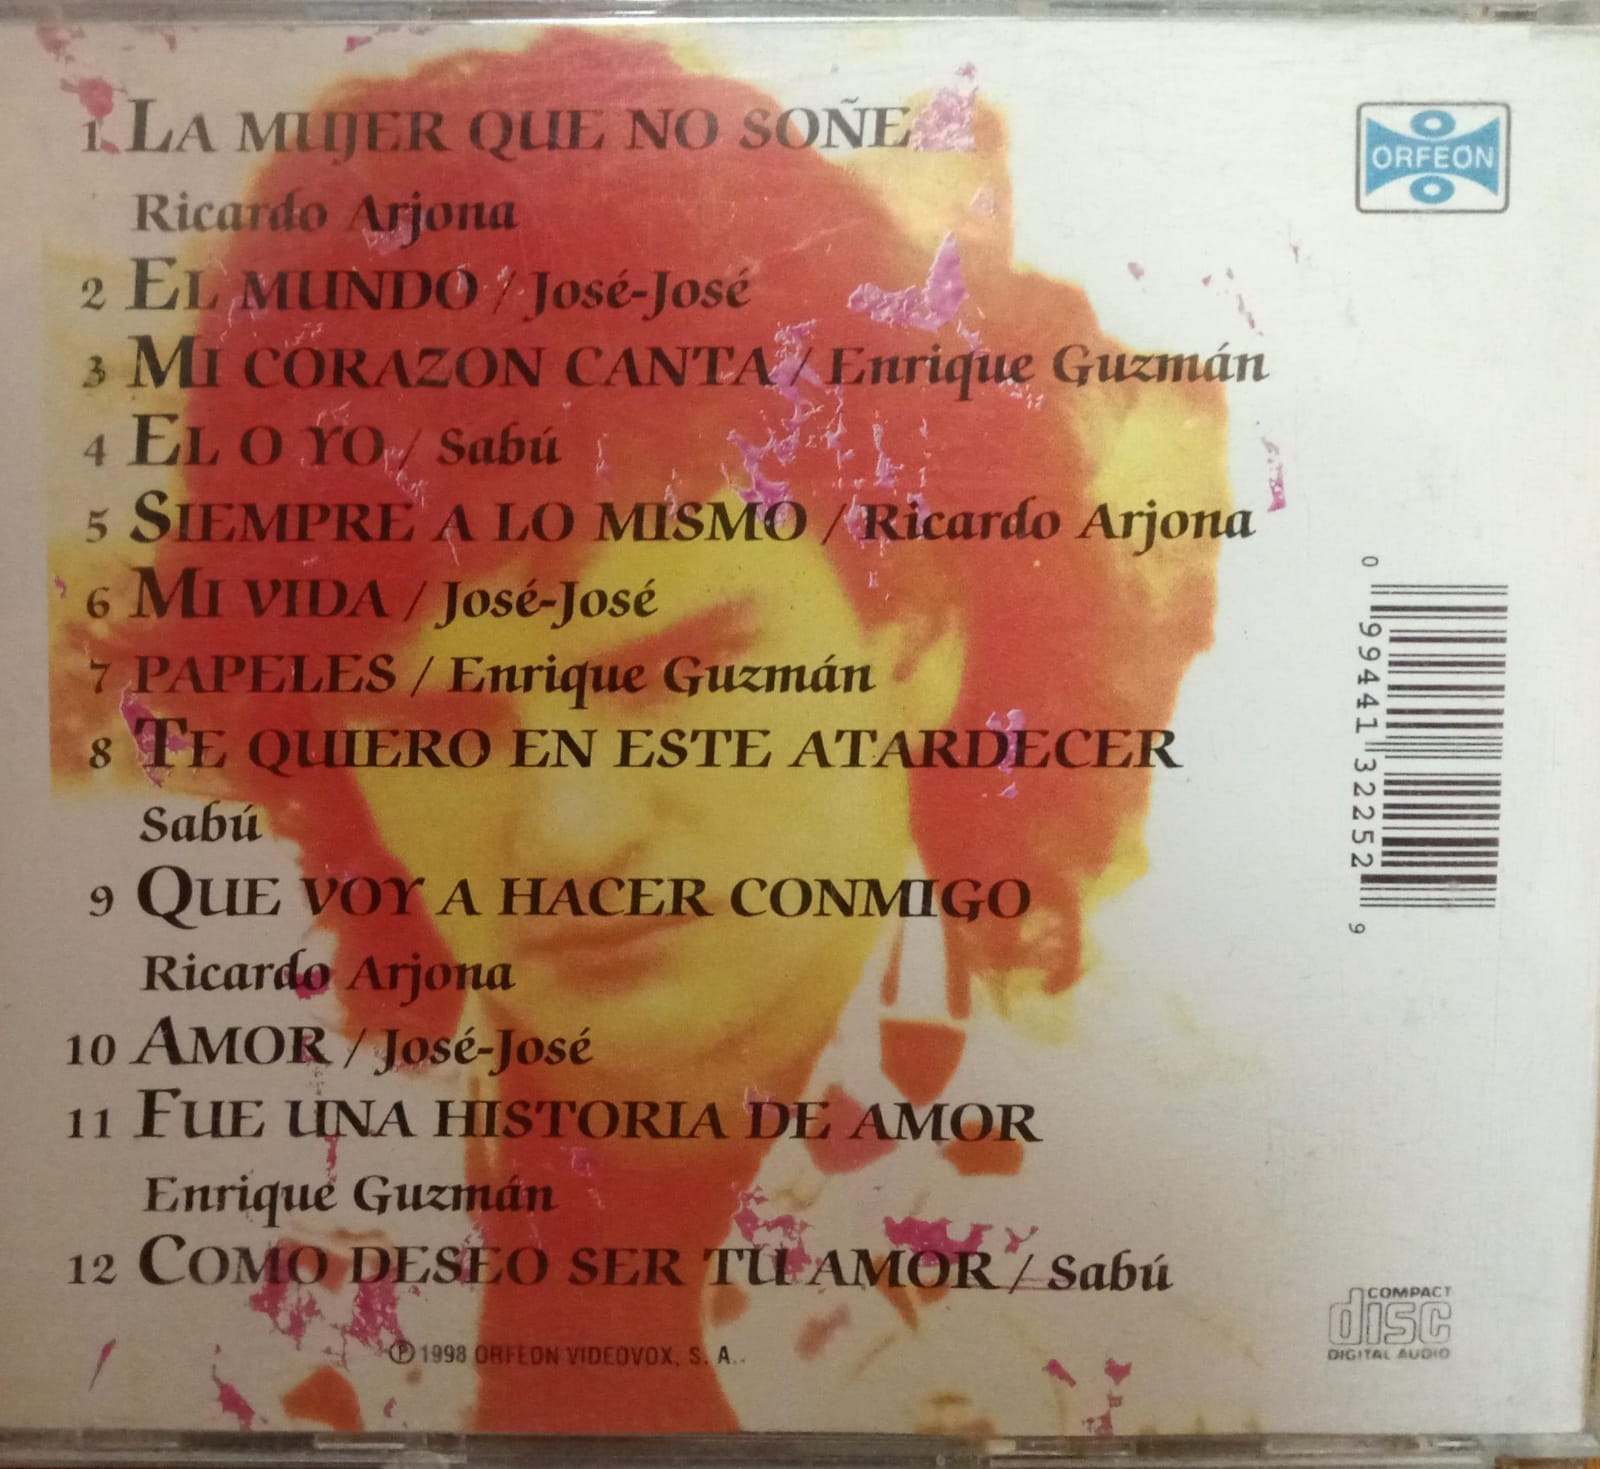 1. LA MUJER QUE NO SOÑE
Ricardo Arjona
2 EL MUNDO / José-José
3 MI CORAZON CANTA / Enrique Guzmán
4 EL O YO / Sabú
5 SIEMPRE A LO MISMO / Ricardo Arjona
6 MI VIDA / José-José
7 PAPELES / Enrique Guzmán
8 TE QUIERO EN ESTE ATARDECER
Sabú
9 QUE VOY A HACER CONMIGO
Ricardo Arjona
10 AMOR / José-José
11 FUE UNA HISTORIA DE AMOR
Enrique Guzmán
12 COMO DESEO SER TU AMOR / Sabú
℗ 1998 ORFEON VIDEOVOX, S. A.
ORFEON
0 99441 32252 9
COMPACT
disc
DIGITAL AUDIO